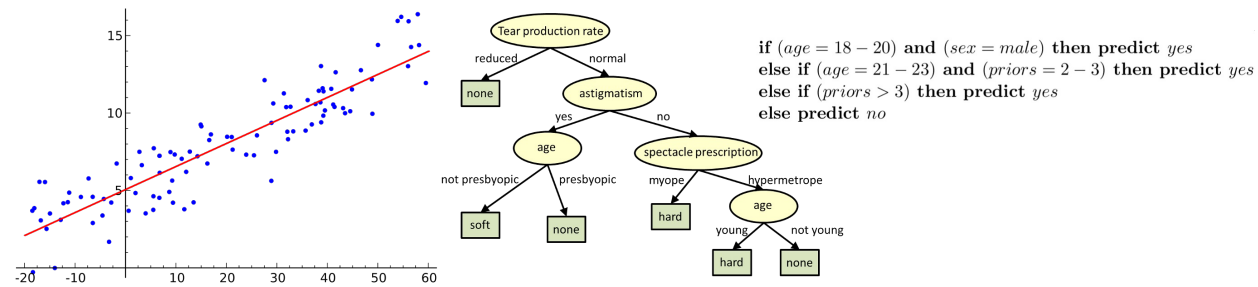 15
10
5
-20 -10 0 10 20 30 40 50 60
Tear production rate
reduced normal
none astigmatism
yes no
age spectacle prescription
not presbyopic presbyopic myope hypermetrope
soft none hard age
young not young
hard none
if (age = 18 − 20) and (sex = male) then predict yes
else if (age = 21 − 23) and (priors = 2 − 3) then predict yes
else if (priors > 3) then predict yes
else predict no